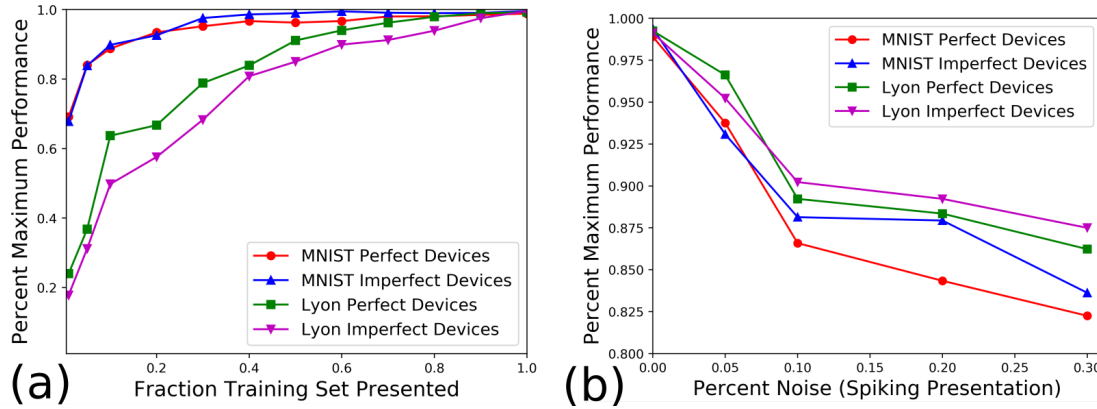 Percent Maximum Performance
1.0
0.8
0.6
0.4
0.2
MNIST Perfect Devices
MNIST Imperfect Devices
Lyon Perfect Devices
Lyon Imperfect Devices
0.2 0.4 0.6 0.8 1.0
Fraction Training Set Presented
(a)
Percent Maximum Performance
1.000
0.975
0.950
0.925
0.900
0.875
0.850
0.825
0.800
MNIST Perfect Devices
MNIST Imperfect Devices
Lyon Perfect Devices
Lyon Imperfect Devices
0.00 0.05 0.10 0.15 0.20 0.25 0.30
Percent Noise (Spiking Presentation)
(b)